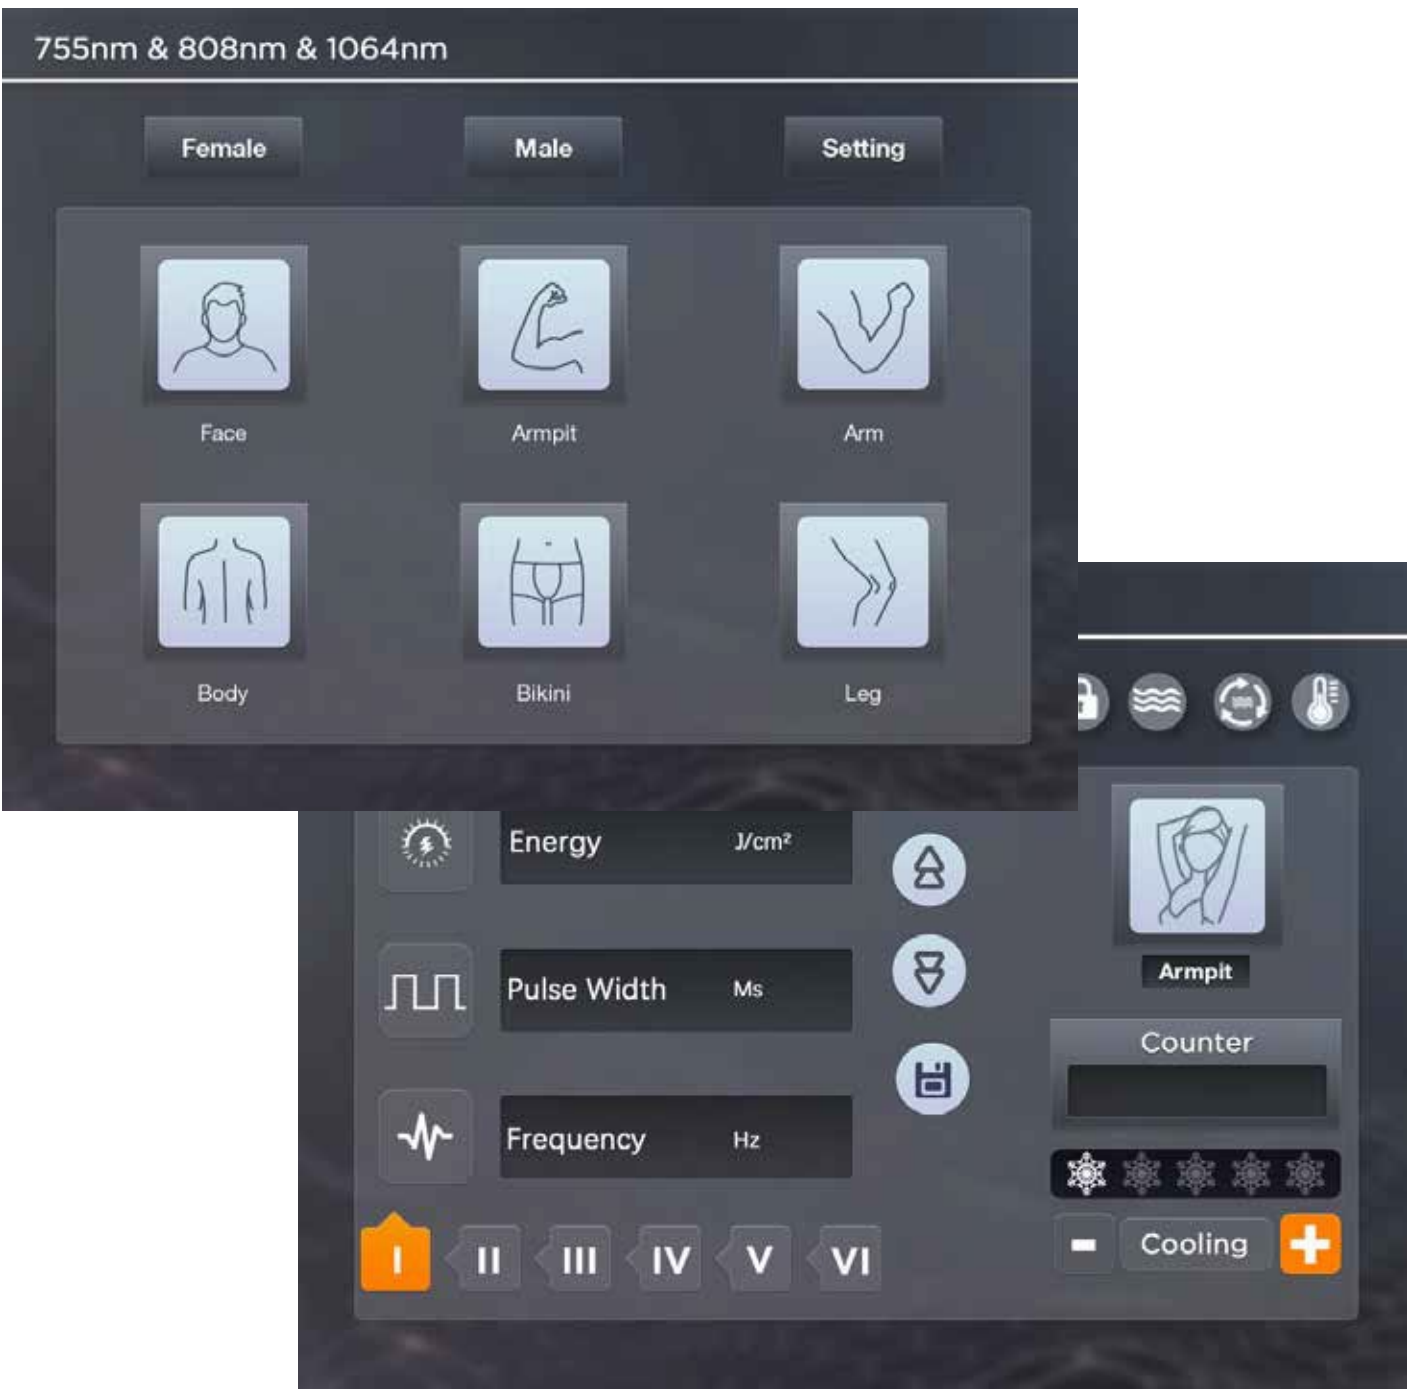 755nm & 808nm & 1064nm
Female Male Setting
Face Armpit Arm
Body Bikini Leg
Energy J/cm²
Armpit
Pulse Width Ms
Counter
Frequency Hz
I II III IV V VI
- Cooling +